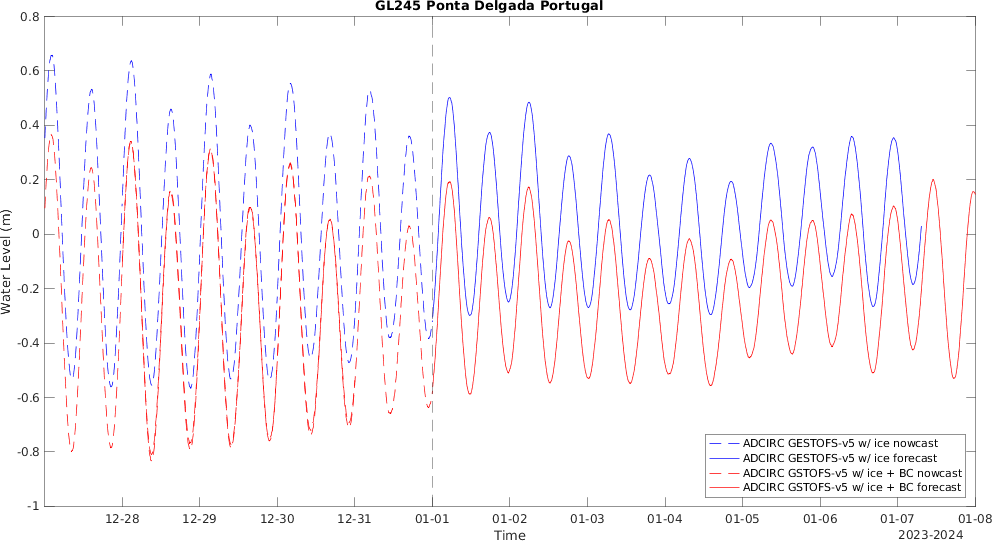 GL245 Ponta Delgada Portugal
0.8
0.6
0.4
0.2
0
-0.2
-0.4
-0.6
-0.8
-1
Water Level (m)
ADCIRC GESTOFS-v5 w/ ice nowcast
ADCIRC GESTOFS-v5 w/ ice forecast
ADCIRC GSTOFS-v5 w/ ice + BC nowcast
ADCIRC GSTOFS-v5 w/ ice + BC forecast
12-28 12-29 12-30 12-31 01-01 01-02 01-03 01-04 01-05 01-06 01-07 01-08
Time
2023-2024